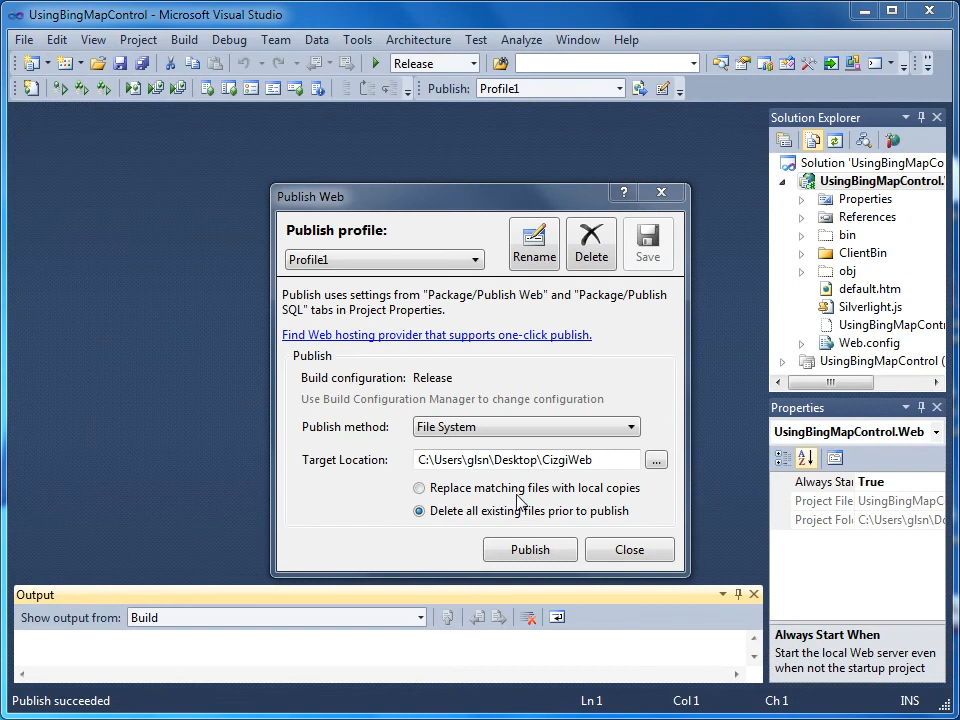 UsingBingMapControl - Microsoft Visual Studio
File Edit View Project Build Debug Team Data Tools Architecture Test Analyze Window Help
Release
Publish: Profile1
Solution Explorer
Solution 'UsingBingMapCo
UsingBingMapControl.
Properties
References
bin
ClientBin
obj
default.htm
Silverlight.js
UsingBingMapContr
Web.config
UsingBingMapControl (
Publish Web
Publish profile:
Profile1
Rename
Delete
Save
Publish uses settings from "Package/Publish Web" and "Package/Publish
SQL" tabs in Project Properties.
Find Web hosting provider that supports one-click publish.
Publish
Build configuration: Release
Use Build Configuration Manager to change configuration
Publish method: File System
Target Location: C:\Users\glsn\Desktop\CizgiWeb ...
Replace matching files with local copies
Delete all existing files prior to publish
Publish Close
Properties
UsingBingMapControl.Web
Always Star True
Project File UsingBingMapC
Project Fol C:\Users\glsn\De
Always Start When
Start the local Web server even
when not the startup project
Output
Show output from: Build
Publish succeeded Ln 1 Col 1 Ch 1 INS